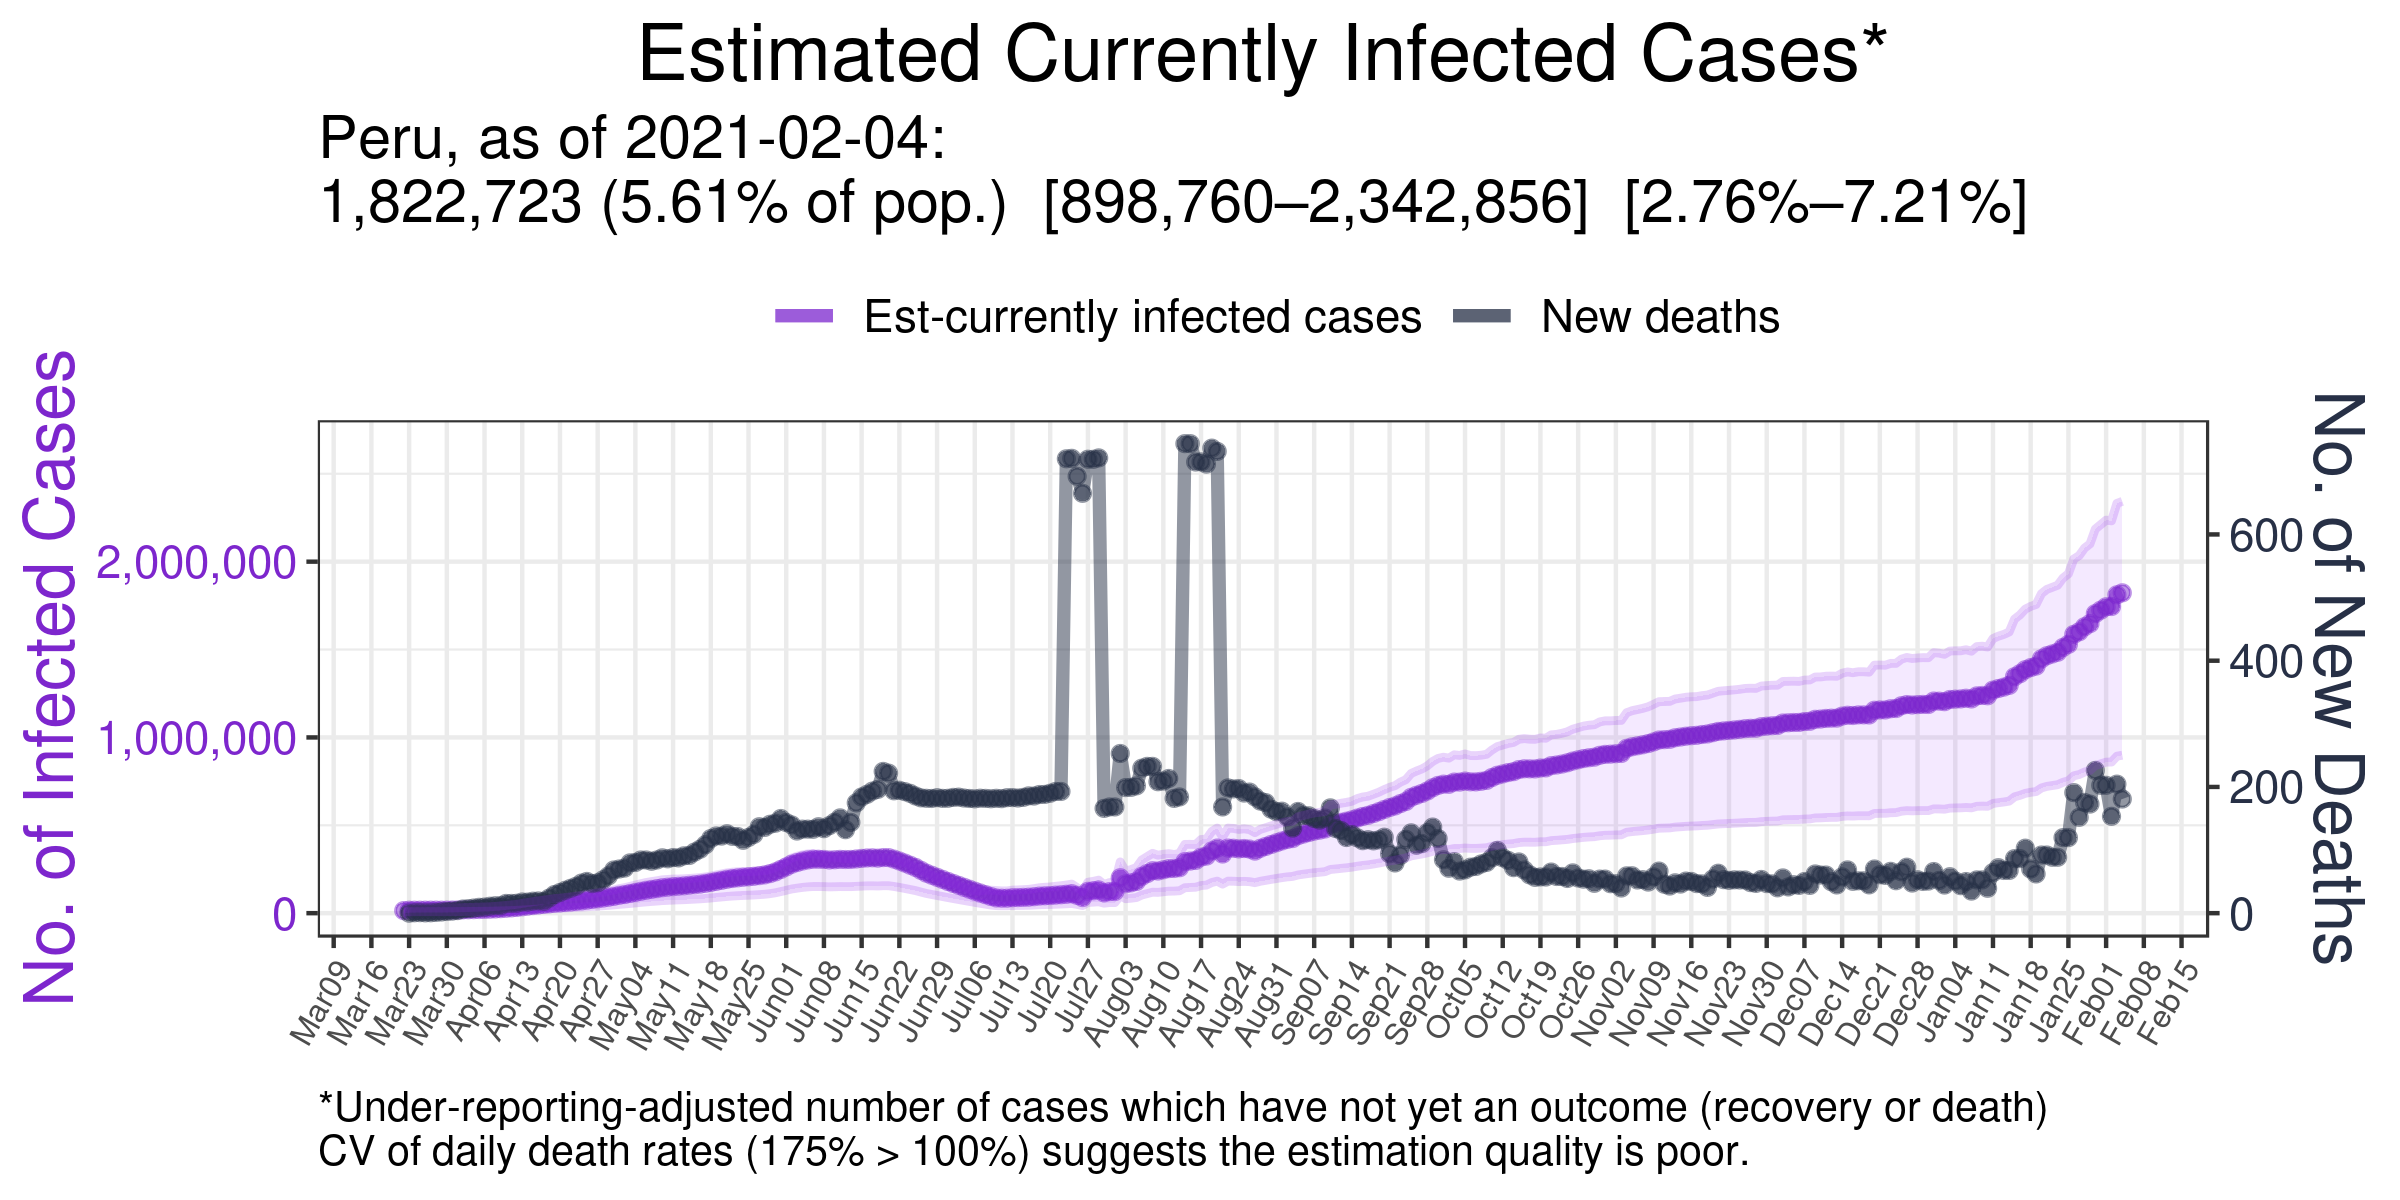 Estimated Currently Infected Cases*
Peru, as of 2021-02-04:
1,822,723 (5.61% of pop.)  [898,760–2,342,856]  [2.76%–7.21%]
Est-currently infected cases
New deaths
No. of Infected Cases
2,000,000
1,000,000
0
No. of New Deaths
600
400
200
0
Mar09
Mar16
Mar23
Mar30
Apr06
Apr13
Apr20
Apr27
May04
May11
May18
May25
Jun01
Jun08
Jun15
Jun22
Jun29
Jul06
Jul13
Jul20
Jul27
Aug03
Aug10
Aug17
Aug24
Aug31
Sep07
Sep14
Sep21
Sep28
Oct05
Oct12
Oct19
Oct26
Nov02
Nov09
Nov16
Nov23
Nov30
Dec07
Dec14
Dec21
Dec28
Jan04
Jan11
Jan18
Jan25
Feb01
Feb08
Feb15
*Under-reporting-adjusted number of cases which have not yet an outcome (recovery or death)
CV of daily death rates (175% > 100%) suggests the estimation quality is poor.